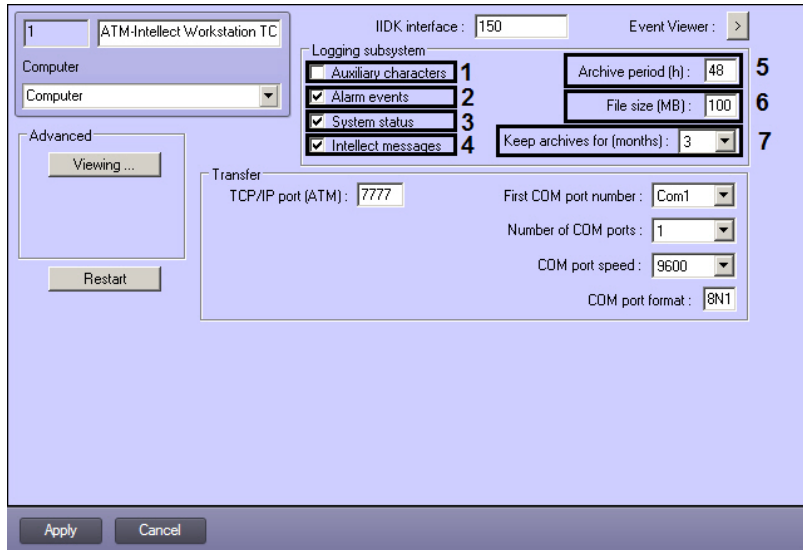 1 ATM-Intellect Workstation TC
IIDK interface : 150
Event Viewer : >
Computer
Computer
Logging subsystem
Auxiliary characters 1
Alarm events 2
System status 3
Intellect messages 4
Archive period (h) : 48 5
File size (MB) : 100 6
Keep archives for (months) : 3 7
Advanced
Viewing ...
Restart
Transfer
TCP/IP port (ATM) : 7777
First COM port number : Com1
Number of COM ports : 1
COM port speed : 9600
COM port format : 8N1
Apply Cancel